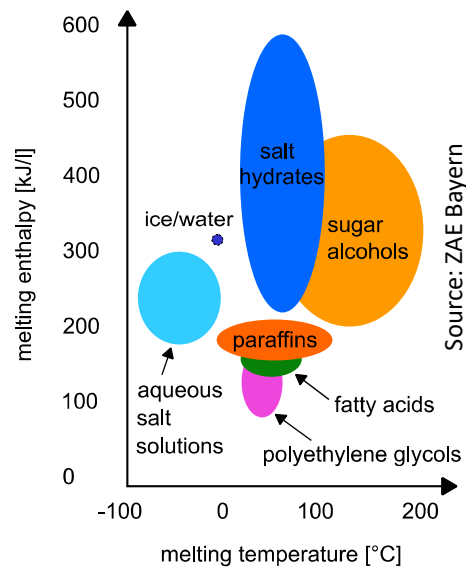 600
500
400
300
200
100
0
melting enthalpy [kJ/l]
salt
hydrates
ice/water
sugar
alcohols
paraffins
aqueous
salt
solutions
fatty acids
polyethylene glycols
-100
0
100
200
melting temperature [°C]
Source: ZAE Bayern